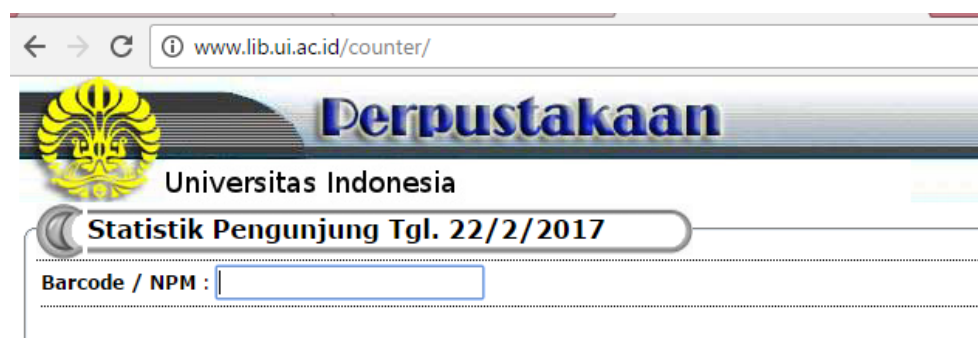 www.lib.ui.ac.id/counter/
Perpustakaan
Universitas Indonesia
Statistik Pengunjung Tgl. 22/2/2017
Barcode / NPM :